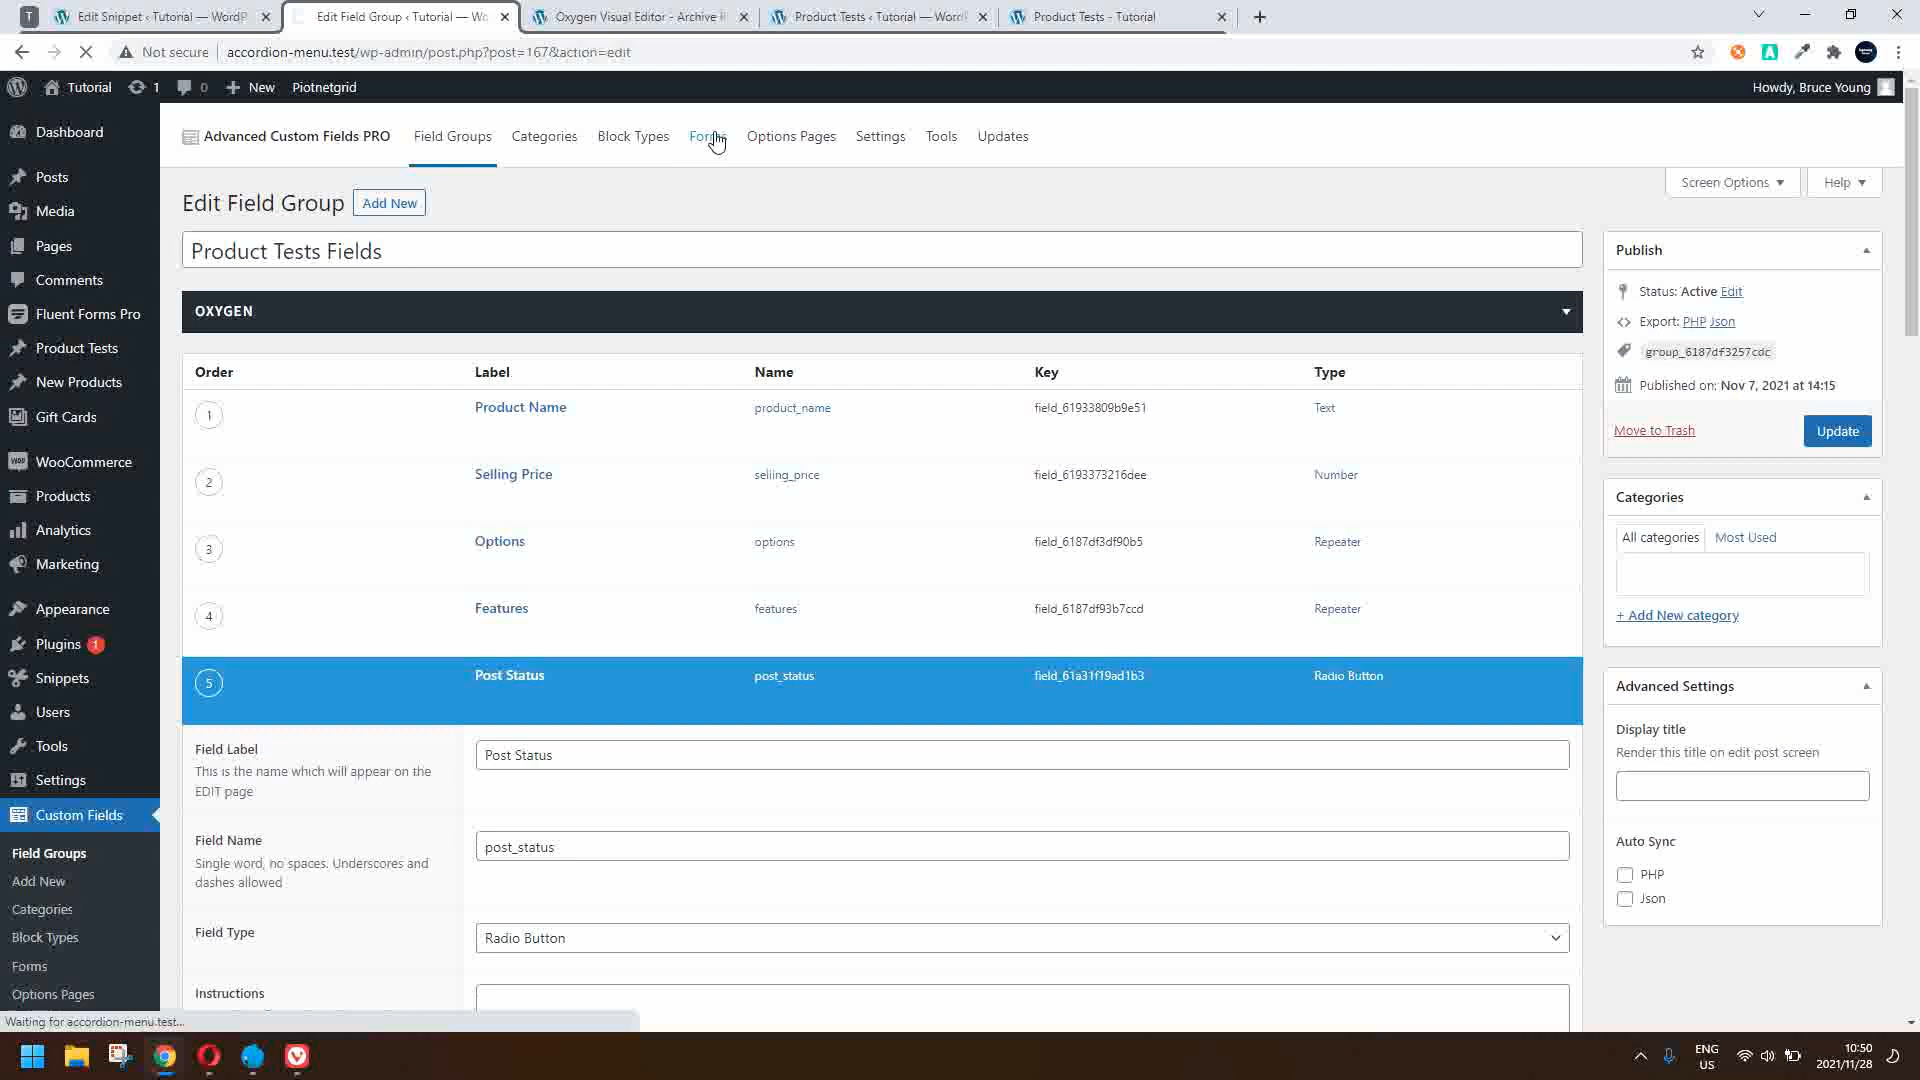 Edit Snippet ‹ Tutorial — WordP
Edit Field Group ‹ Tutorial — Wo
Oxygen Visual Editor - Archive
Product Tests ‹ Tutorial — Word
Product Tests - Tutorial
Not secure
accordion-menu.test/wp-admin/post.php?post=167&action=edit
Tutorial
1
0
New
Piotnetgrid
Howdy, Bruce Young
Advanced Custom Fields PRO
Field Groups
Categories
Block Types
Options Pages
Settings
Tools
Updates
Screen Options
Help
Dashboard
Posts
Media
Pages
Comments
Fluent Forms Pro
Product Tests
New Products
Gift Cards
WooCommerce
Products
Analytics
Marketing
Appearance
Plugins 1
Snippets
Users
Tools
Settings
Custom Fields
Field Groups
Add New
Categories
Block Types
Forms
Options Pages
Edit Field Group
Add New
Product Tests Fields
OXYGEN
Order Label Name Key Type
1 Product Name product_name field_61933809b9e51 Text
2 Selling Price selling_price field_6193373216dee Number
3 Options options field_6187df3df90b5 Repeater
4 Features features field_6187df93b7ccd Repeater
5 Post Status post_status field_61a31f19ad1b3 Radio Button
Field Label
This is the name which will appear on the
EDIT page
Post Status
Field Name
Single word, no spaces. Underscores and
dashes allowed
post_status
Field Type
Radio Button
Instructions
Publish
Status: Active Edit
Export: PHP Json
group_6187df3257cdc
Published on: Nov 7, 2021 at 14:15
Move to Trash
Update
Categories
All categories
Most Used
+ Add New category
Advanced Settings
Display title
Render this title on edit post screen
Auto Sync
PHP
Json
Waiting for accordion-menu.test...
ENG
US
10:50
2021/11/28